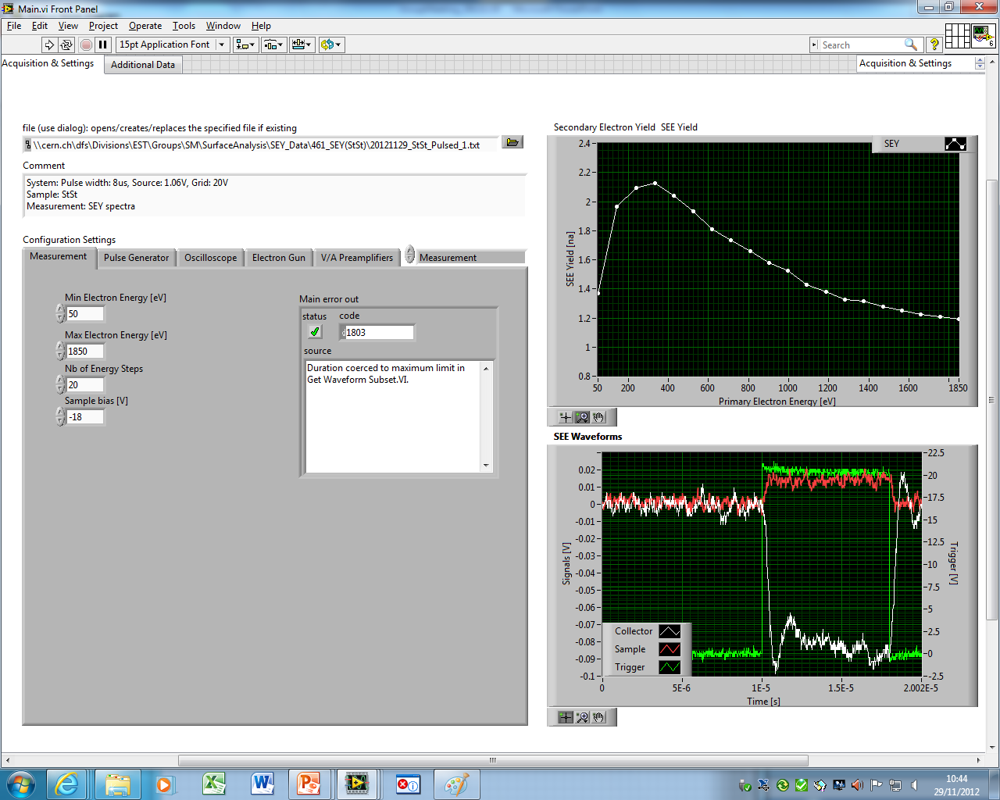 Main.vi Front Panel
File Edit View Project Operate Tools Window Help
15pt Application Font
Search
6
Acquisition & Settings
Additional Data
Acquisition & Settings
file (use dialog): opens/creates/replaces the specified file if existing
\\cern.ch\dfs\Divisions\EST\Groups\SM\SurfaceAnalysis\SEY_Data\461_SEY(StSt)\20121129_StSt_Pulsed_1.txt
Comment
System: Pulse width: 8us, Source: 1.06V, Grid: 20V
Sample: StSt
Measurement: SEY spectra
Configuration Settings
Measurement Pulse Generator Oscilloscope Electron Gun V/A Preamplifiers Measurement
Min Electron Energy [eV]
50
Max Electron Energy [eV]
1850
Nb of Energy Steps
20
Sample bias [V]
-18
Main error out
status code
1803
source
Duration coerced to maximum limit in
Get Waveform Subset.VI.
Secondary Electron Yield SEE Yield
SEY
2.4
2.2
2
1.8
1.6
1.4
1.2
1
0.8
SEE Yield [na]
50 200 400 600 800 1000 1200 1400 1600 1850
Primary Electron Energy [eV]
SEE Waveforms
0.02
0.01
0
-0.01
-0.02
-0.03
-0.04
-0.05
-0.06
-0.07
-0.08
-0.09
-0.1
Signals [V]
22.5
20
17.5
15
12.5
10
7.5
5
2.5
0
-2.5
Trigger [V]
Collector
Sample
Trigger
0 5E-6 1E-5 1.5E-5 2.002E-5
Time [s]
10:44
29/11/2012